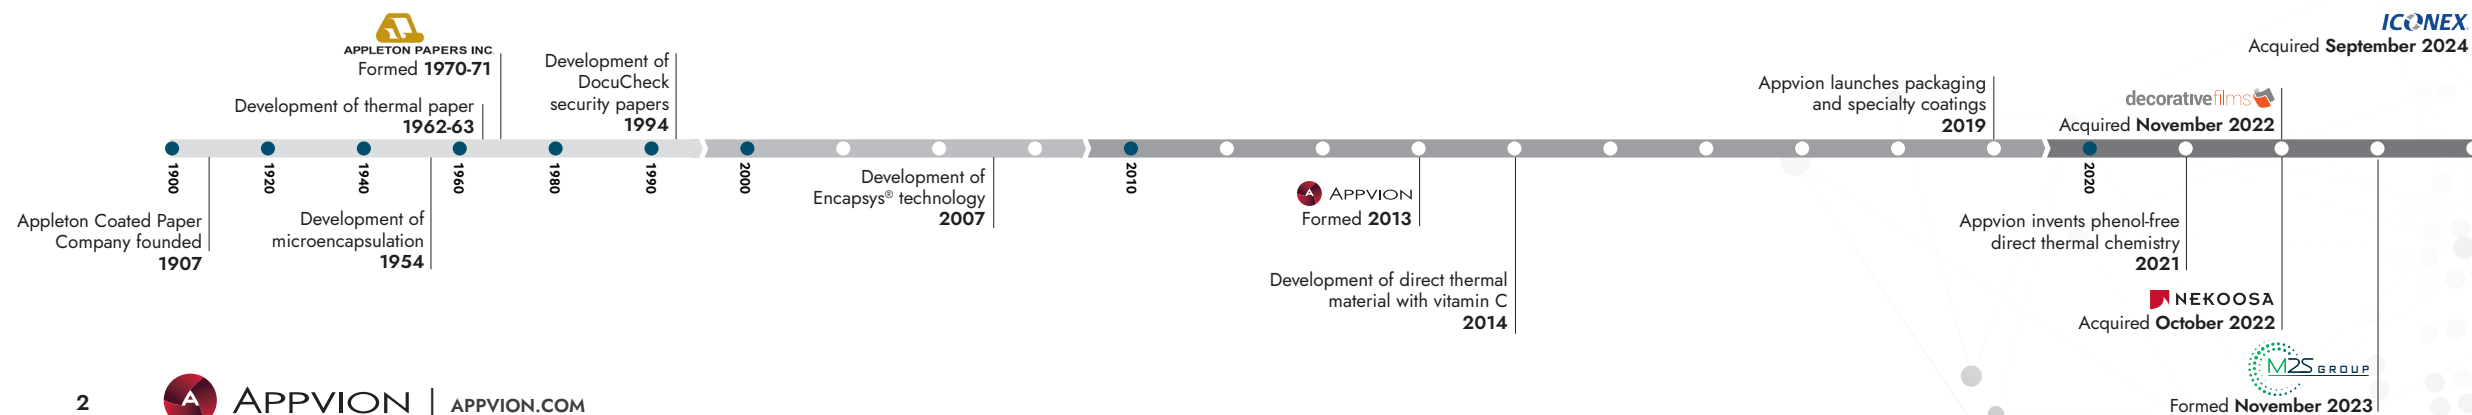 APPLETON PAPERS INC.
Formed 1970-71
Development of thermal paper
1962-63
Development of
DocuCheck
security papers
1994
Appvion launches packaging
and specialty coatings
2019
decorativefilms
Acquired November 2022
ICONEX
Acquired September 2024
1900
1920
1940
1960
1980
1990
2000
2010
2020
Appleton Coated Paper
Company founded
1907
Development of
microencapsulation
1954
Development of
Encapsys® technology
2007
A APPVION
Formed 2013
Development of direct thermal
material with vitamin C
2014
Appvion invents phenol-free
direct thermal chemistry
2021
NEKOOSA
Acquired October 2022
M2S GROUP
Formed November 2023
2
A APPVION | APPVION.COM